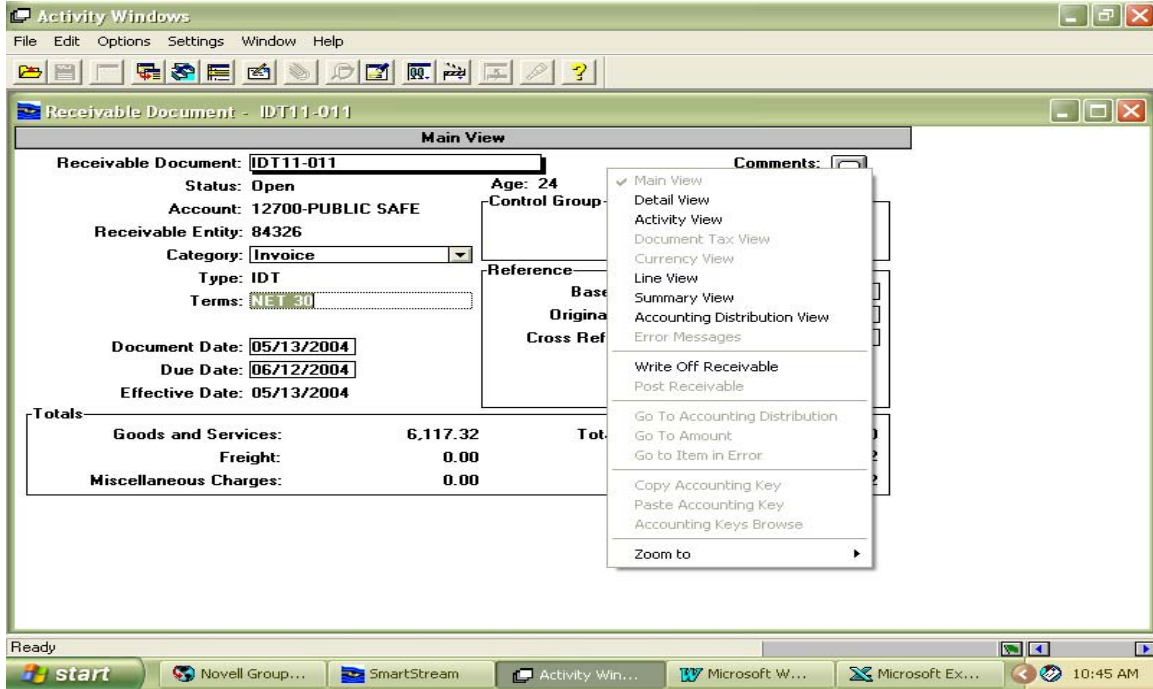 Activity Windows
File Edit Options Settings Window Help
Receivable Document - IDT11-011
Main View
Receivable Document: IDT11-011 Comments:
Status: Open Age: 24
Account: 12700-PUBLIC SAFE Control Group
Receivable Entity: 84326
Category: Invoice
Type: IDT Reference
Terms: NET 30 Base
Origina
Cross Ref
Document Date: 05/13/2004
Due Date: 06/12/2004
Effective Date: 05/13/2004
Totals
Goods and Services: 6,117.32 Tot
Freight: 0.00
Miscellaneous Charges: 0.00
Main View
Detail View
Activity View
Document Tax View
Currency View
Line View
Summary View
Accounting Distribution View
Error Messages
Write Off Receivable
Post Receivable
Go To Accounting Distribution
Go To Amount
Go to Item in Error
Copy Accounting Key
Paste Accounting Key
Accounting Keys Browse
Zoom to
Ready
start Novell Group... SmartStream Activity Win... Microsoft W... Microsoft Ex... 10:45 AM